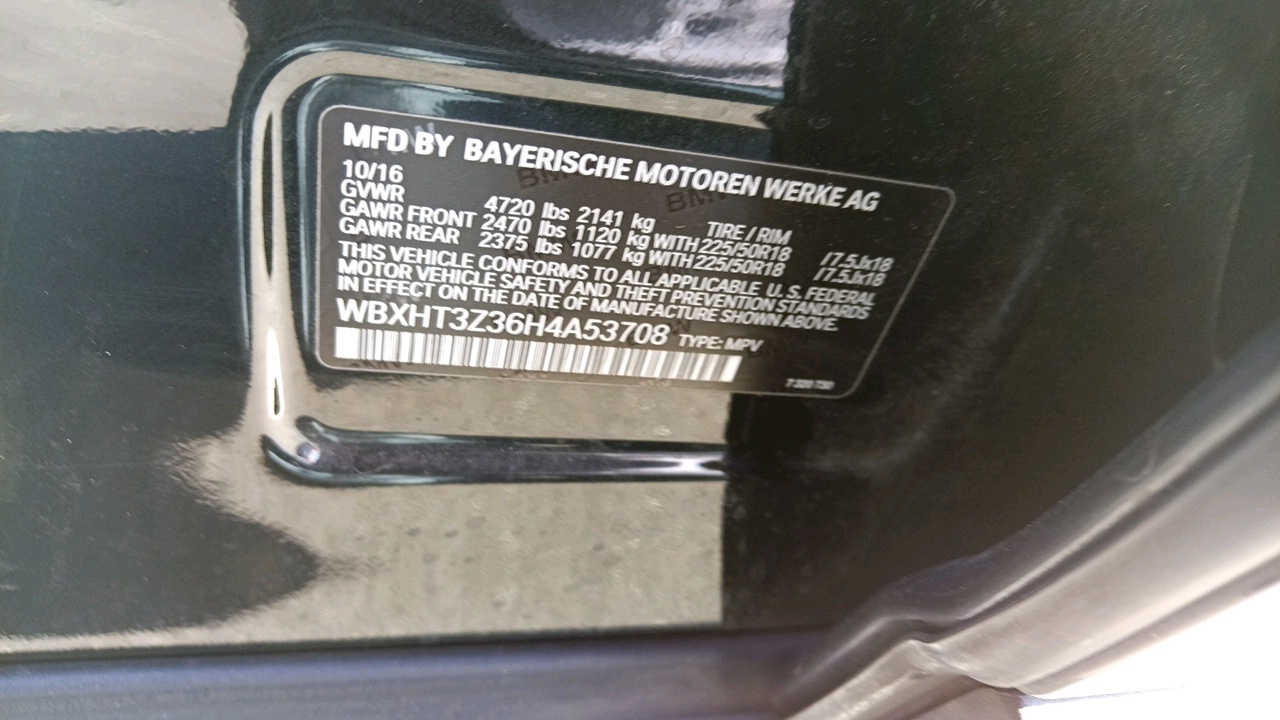 MFD BY BAYERISCHE MOTOREN WERKE AG
10/16
GVWR 4720 lbs 2141 kg TIRE / RIM
GAWR FRONT 2470 lbs 1120 kg WITH 225/50R18 /7.5Jx18
GAWR REAR 2375 lbs 1077 kg WITH 225/50R18 /7.5Jx18
THIS VEHICLE CONFORMS TO ALL APPLICABLE U.S. FEDERAL
MOTOR VEHICLE SAFETY AND THEFT PREVENTION STANDARDS
IN EFFECT ON THE DATE OF MANUFACTURE SHOWN ABOVE.
WBXHT3Z36H4A53708 TYPE: MPV
7 320 730